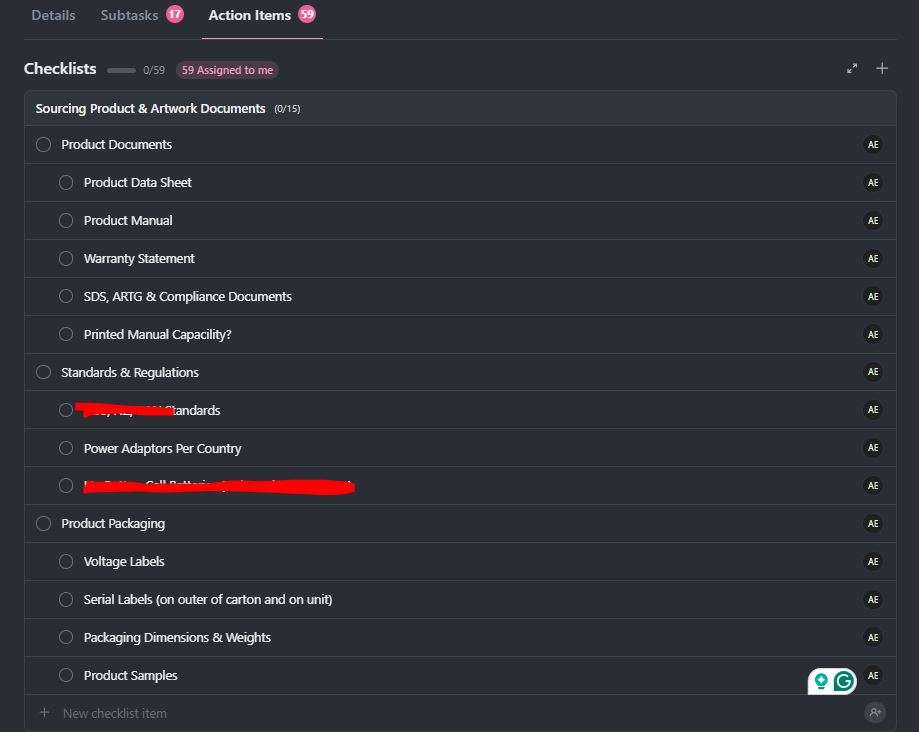 Details
Subtasks 17
Action Items 59
Checklists 0/59 59 Assigned to me
Sourcing Product & Artwork Documents (0/15)
Product Documents AE
Product Data Sheet AE
Product Manual AE
Warranty Statement AE
SDS, ARTG & Compliance Documents AE
Printed Manual Capacility? AE
Standards & Regulations AE
Standards AE
Power Adaptors Per Country AE
AE
Product Packaging AE
Voltage Labels AE
Serial Labels (on outer of carton and on unit) AE
Packaging Dimensions & Weights AE
Product Samples AE
New checklist item